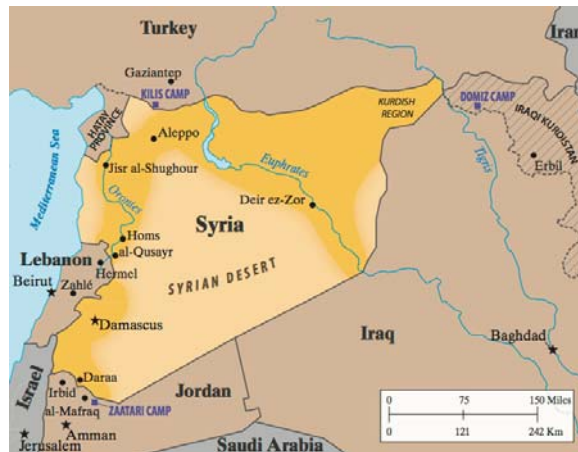 Turkey
Iran
Gaziantep
KILIS CAMP
DOMIZ CAMP
HATAY
PROVINCE
KURDISH
REGION
IRAQI KURDISTAN
Aleppo
Mediterranean Sea
Tigris
Erbil
Jisr al-Shughour
Euphrates
Orontes
Deir ez-Zor
Syria
Homs
al-Qusayr
Lebanon
Hermel
SYRIAN DESERT
Beirut
Zahlé
Damascus
Iraq
Baghdad
Israel
Daraa
Irbid
Jordan
al-Mafraq
ZAATARI CAMP
Amman
Jerusalem
Saudi Arabia
0 75 150 Miles
0 121 242 Km